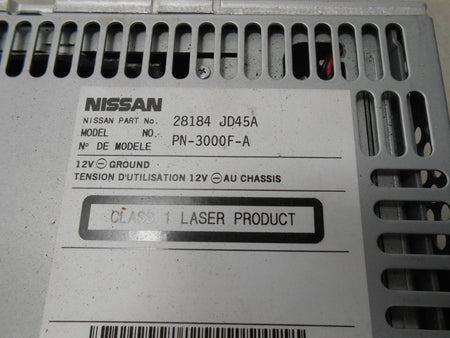 NISSAN
NISSAN PART No. 28184 JD45A
MODEL NO. PN-3000F-A
N° DE MODELE
12V ⊖ GROUND
TENSION D'UTILISATION 12V ⊖ AU CHASSIS
CLASS 1 LASER PRODUCT